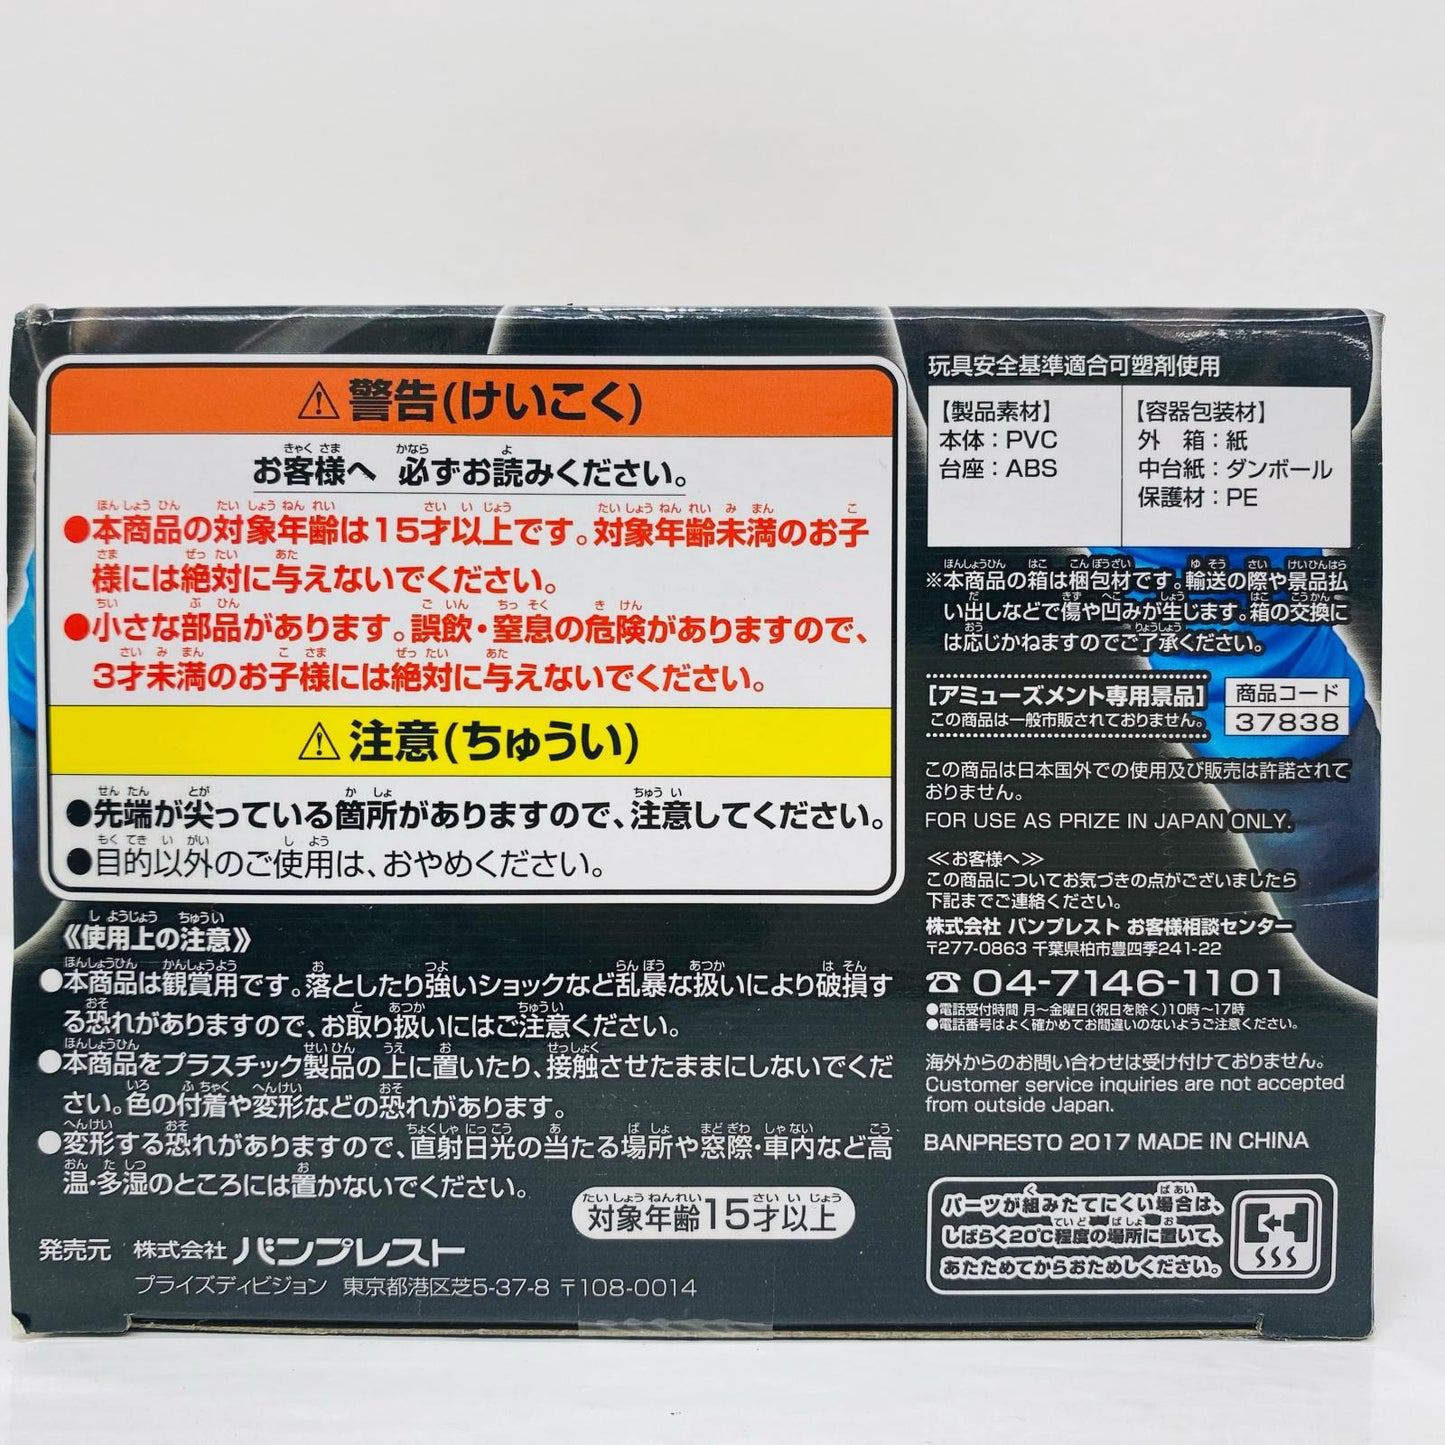 ⚠警告(けいこく)
お客様へ 必ずお読みください。
●本商品の対象年齢は15才以上です。対象年齢未満のお子
様には絶対に与えないでください。
●小さな部品があります。誤飲・窒息の危険がありますので、
3才未満のお子様には絶対に与えないでください。
⚠注意(ちゅうい)
●先端が尖っている箇所がありますので、注意してください。
●目的以外のご使用は、おやめください。
《使用上の注意》
●本商品は観賞用です。落としたり強いショックなど乱暴な扱いにより破損す
る恐れがありますので、お取り扱いにはご注意ください。
●本商品をプラスチック製品の上に置いたり、接触させたままにしないでくだ
さい。色の付着や変形などの恐れがあります。
●変形する恐れがありますので、直射日光の当たる場所や窓際・車内など高
温・多湿のところには置かないでください。
対象年齢15才以上
発売元 株式会社 バンプレスト
プライズディビジョン 東京都港区芝5-37-8 〒108-0014
玩具安全基準適合可塑剤使用
【製品素材】
本体：PVC
台座：ABS
【容器包装材】
外 箱：紙
中台紙：ダンボール
保護材：PE
※本商品の箱は梱包材です。輸送の際や景品払
い出しなどで傷や凹みが生じます。箱の交換に
は応じかねますのでご了承ください。
[アミューズメント専用景品]
この商品は一般市販されておりません。
商品コード
37838
この商品は日本国外での使用及び販売は許諾されて
おりません。
FOR USE AS PRIZE IN JAPAN ONLY.
≪お客様へ≫
この商品についてお気づきの点がございましたら
下記までご連絡ください。
株式会社 バンプレスト お客様相談センター
〒277-0863 千葉県柏市豊四季241-22
☎04-7146-1101
●電話受付時間 月〜金曜日(祝日を除く)10時〜17時
●電話番号はよく確かめてお間違いのないようご注意ください。
海外からのお問い合わせは受け付けておりません。
Customer service inquiries are not accepted
from outside Japan.
BANPRESTO 2017 MADE IN CHINA
パーツが組みたてにくい場合は、
しばらく20℃程度の場所に置いて、
あたためてからおためしください。